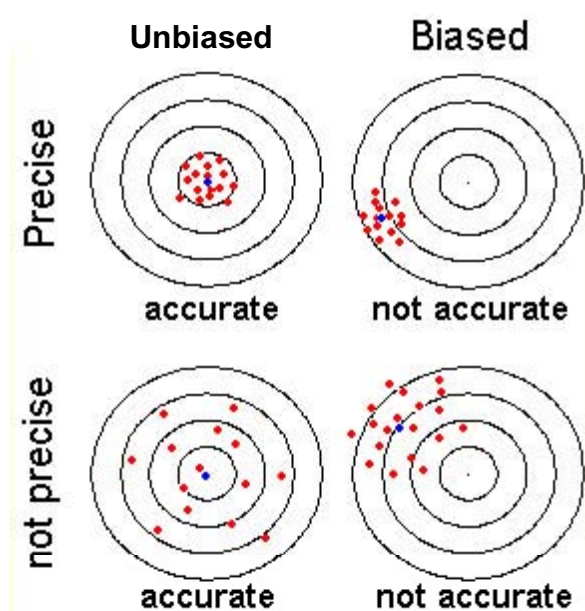 Unbiased Biased
Precise
accurate not accurate
not precise
accurate not accurate